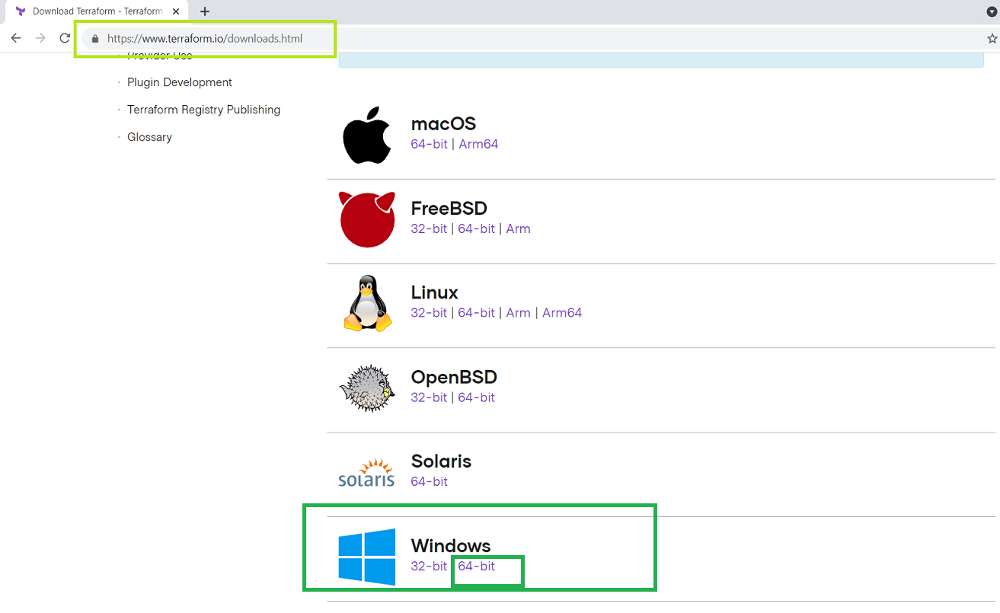 Download Terraform - Terraform
https://www.terraform.io/downloads.html
Provider Use
Plugin Development
Terraform Registry Publishing
Glossary
macOS
64-bit | Arm64
FreeBSD
32-bit | 64-bit | Arm
Linux
32-bit | 64-bit | Arm | Arm64
OpenBSD
32-bit | 64-bit
solaris
Solaris
64-bit
Windows
32-bit 64-bit